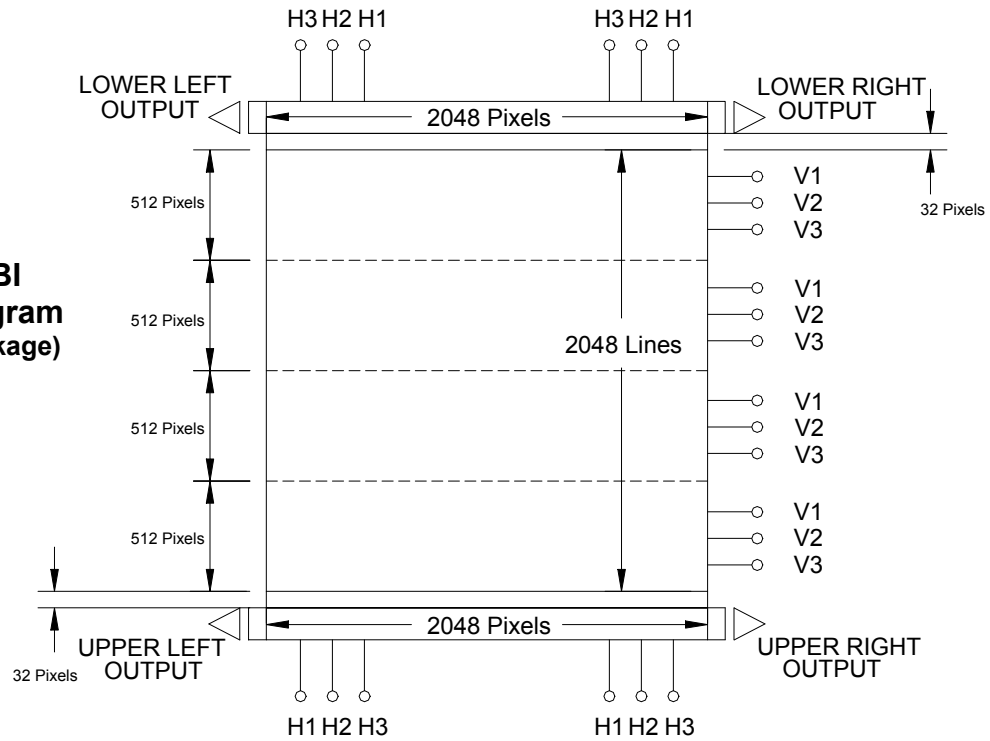 H3 H2 H1
H3 H2 H1
LOWER LEFT
OUTPUT
2048 Pixels
LOWER RIGHT
OUTPUT
32 Pixels
512 Pixels
V1
V2
V3
BI
gram
kage)
512 Pixels
V1
V2
V3
2048 Lines
512 Pixels
V1
V2
V3
512 Pixels
V1
V2
V3
UPPER LEFT
OUTPUT
32 Pixels
2048 Pixels
UPPER RIGHT
OUTPUT
H1 H2 H3
H1 H2 H3